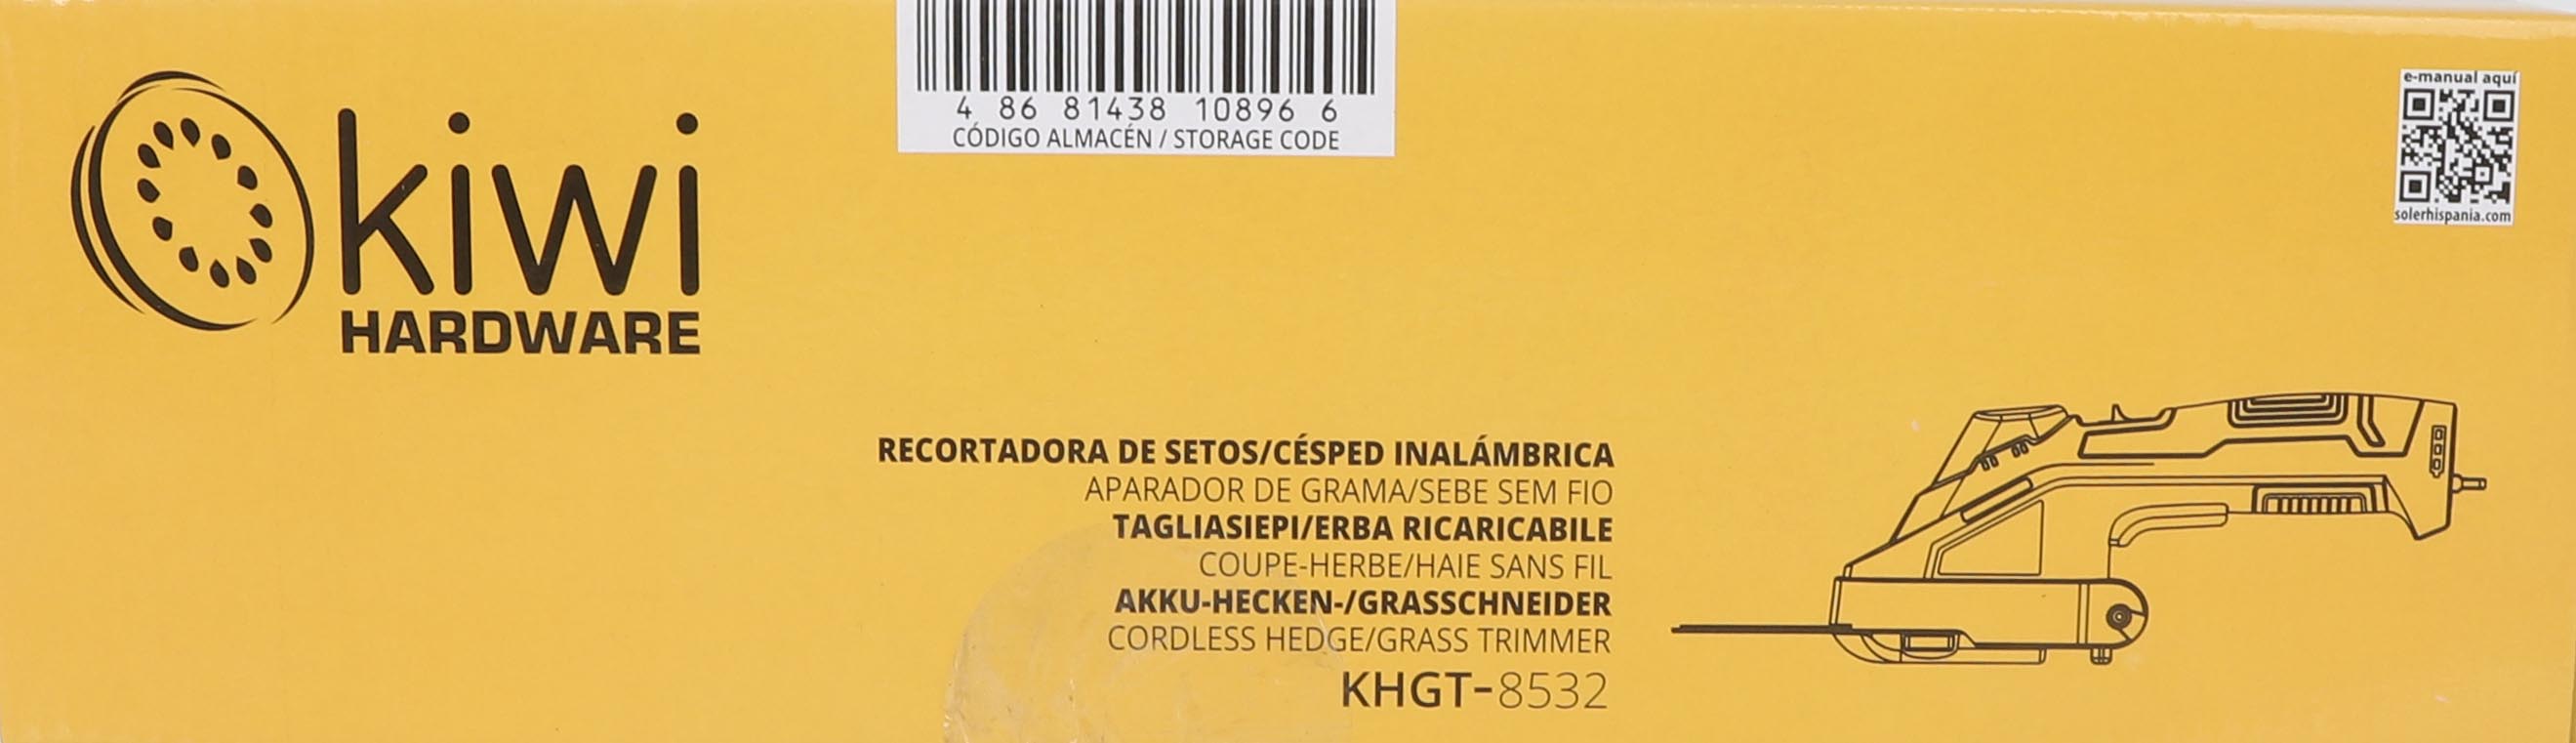 kiwi
HARDWARE
4 86 81438 10896 6
CÓDIGO ALMACÉN / STORAGE CODE
e-manual aquí
solerhispania.com
RECORTADORA DE SETOS/CÉSPED INALÁMBRICA
APARADOR DE GRAMA/SEBE SEM FIO
TAGLIASIEPI/ERBA RICARICABILE
COUPE-HERBE/HAIE SANS FIL
AKKU-HECKEN-/GRASSCHNEIDER
CORDLESS HEDGE/GRASS TRIMMER
KHGT-8532